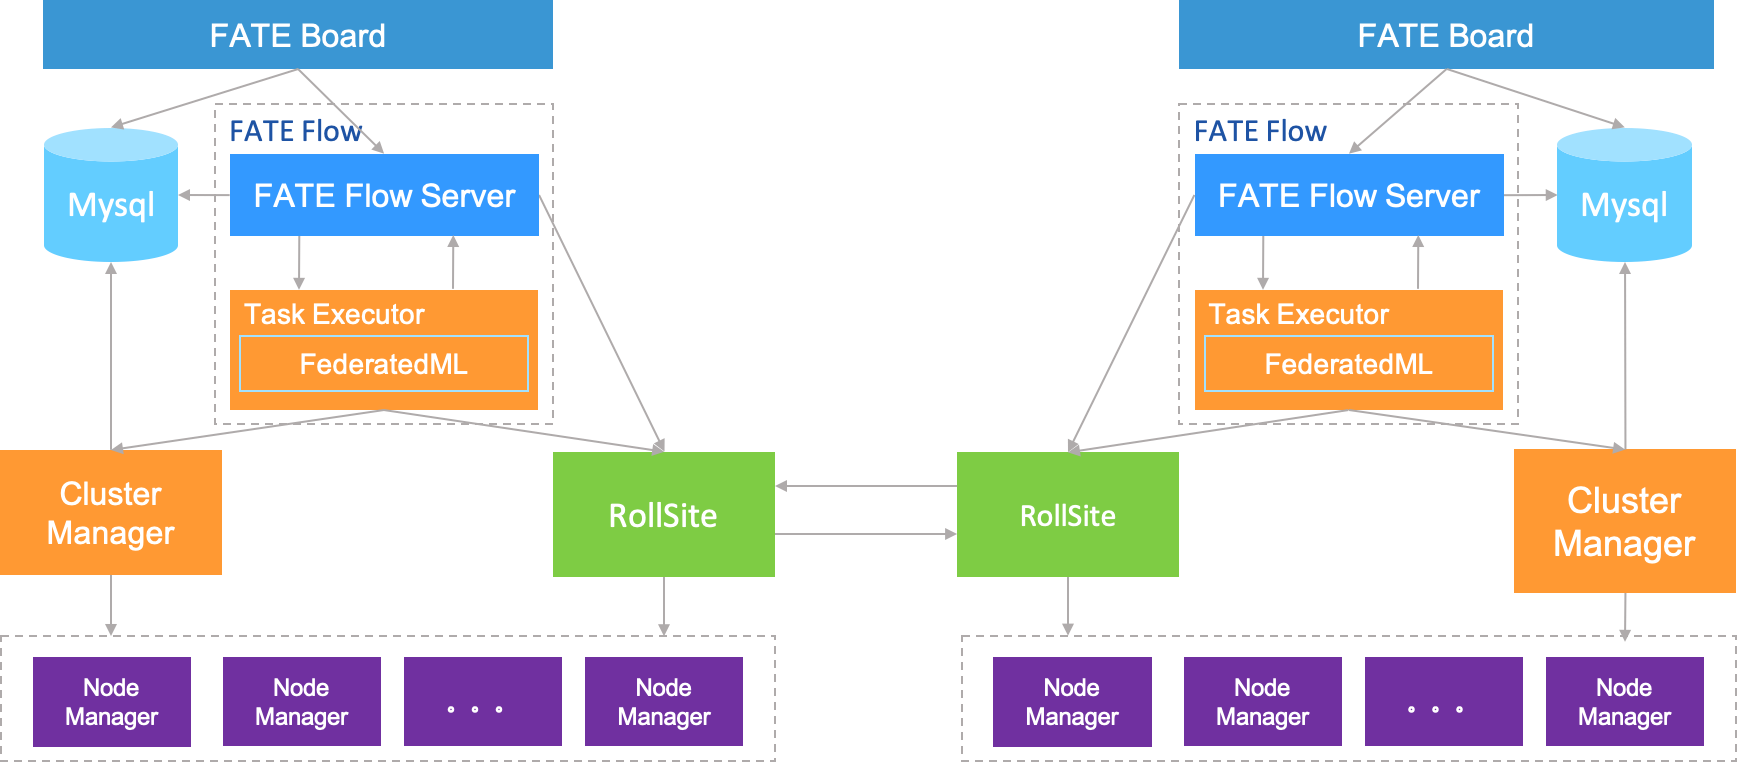 FATE Board
FATE Flow
FATE Flow Server
Mysql
Task Executor
FederatedML
Cluster
Manager
RollSite
Node
Manager
Node
Manager
。。。
Node
Manager
FATE Board
FATE Flow
FATE Flow Server
Mysql
Task Executor
FederatedML
RollSite
Cluster
Manager
Node
Manager
Node
Manager
。。。
Node
Manager